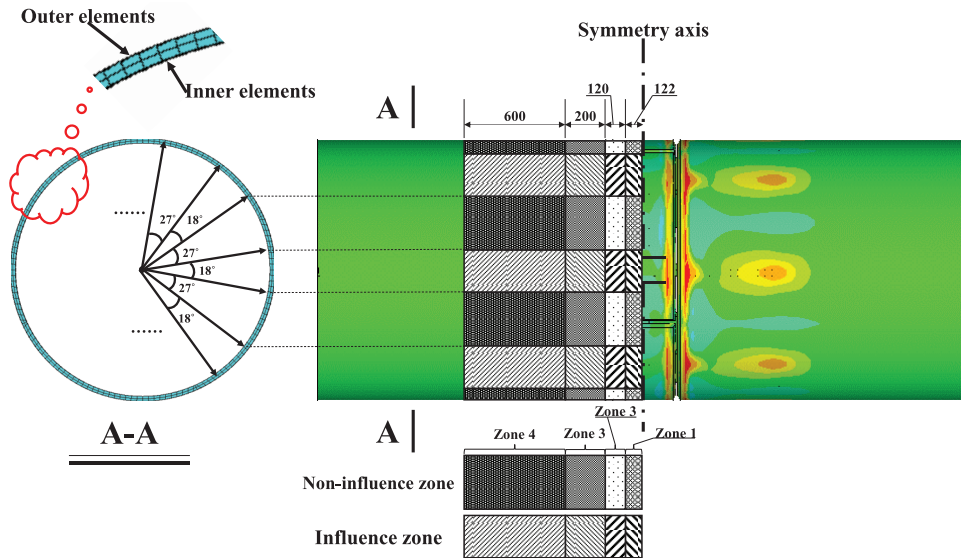 Outer elements
Inner elements
Symmetry axis
A
600
200
120
122
......
27°
18°
27°
18°
27°
18°
......
A-A
A
Zone 4
Zone 3
Zone 3
Zone 1
Non-influence zone
Influence zone